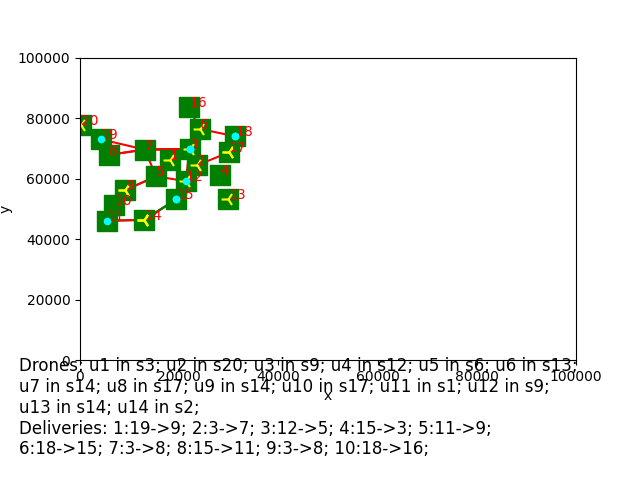 100000
80000
60000
40000
20000
0
0 20000 40000 60000 80000 100000
x
y
16
18
19
14
13
Drones: u1 in s3; u2 in s20; u3 in s9; u4 in s12; u5 in s6; u6 in s13;
u7 in s14; u8 in s17; u9 in s14; u10 in s17; u11 in s1; u12 in s9;
u13 in s14; u14 in s2;
Deliveries: 1:19->9; 2:3->7; 3:12->5; 4:15->3; 5:11->9;
6:18->15; 7:3->8; 8:15->11; 9:3->8; 10:18->16;